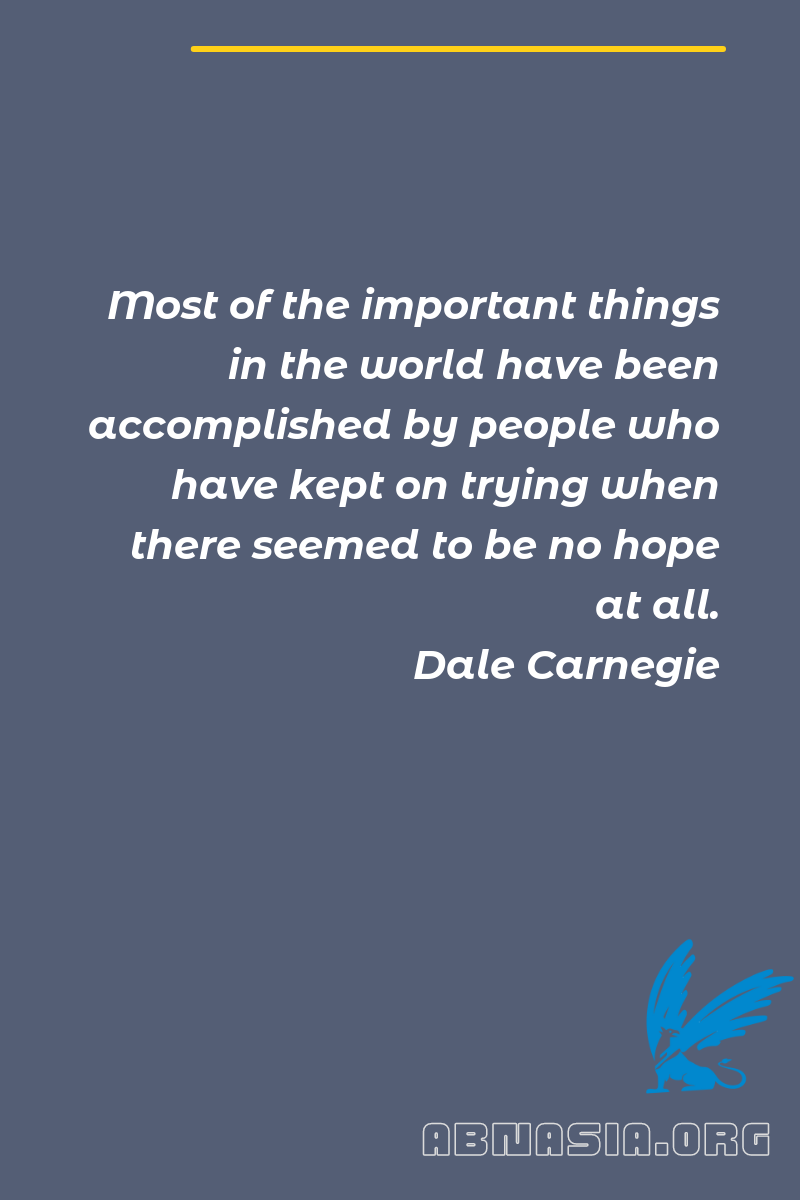 Most of the important things
in the world have been
accomplished by people who
have kept on trying when
there seemed to be no hope
at all.
Dale Carnegie
ABNASIA.ORG